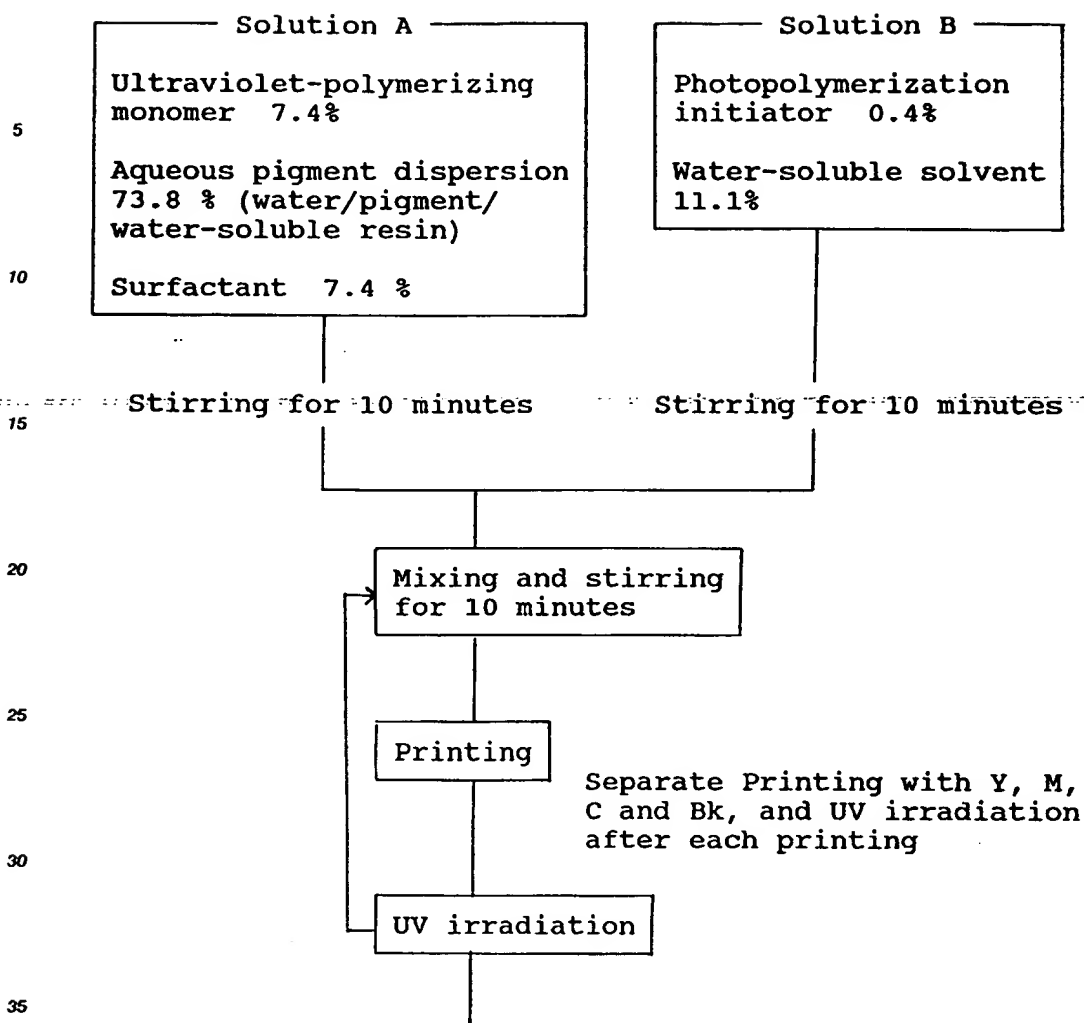 Solution A
Ultraviolet-polymerizing
monomer 7.4%
Aqueous pigment dispersion
73.8 % (water/pigment/
water-soluble resin)
Surfactant 7.4 %
Solution B
Photopolymerization
initiator 0.4%
Water-soluble solvent
11.1%
5
10
Stirring for 10 minutes
Stirring for 10 minutes
15
20
Mixing and stirring
for 10 minutes
25
Printing
Separate Printing with Y, M,
C and Bk, and UV irradiation
after each printing
30
UV irradiation
35